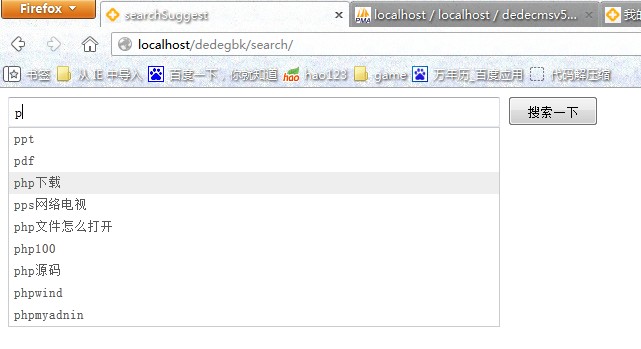 Firefox
searchSuggest
localhost / localhost / dedecmsv5...
我的
localhost/dedegbk/search/
书签 从 IE 中导入 百度一下，你就知道 hao123 game 万年历_百度应用 代码解压缩
p 搜索一下
ppt
pdf
php下载
pps网络电视
php文件怎么打开
php100
php源码
phpwind
phpmyadnin